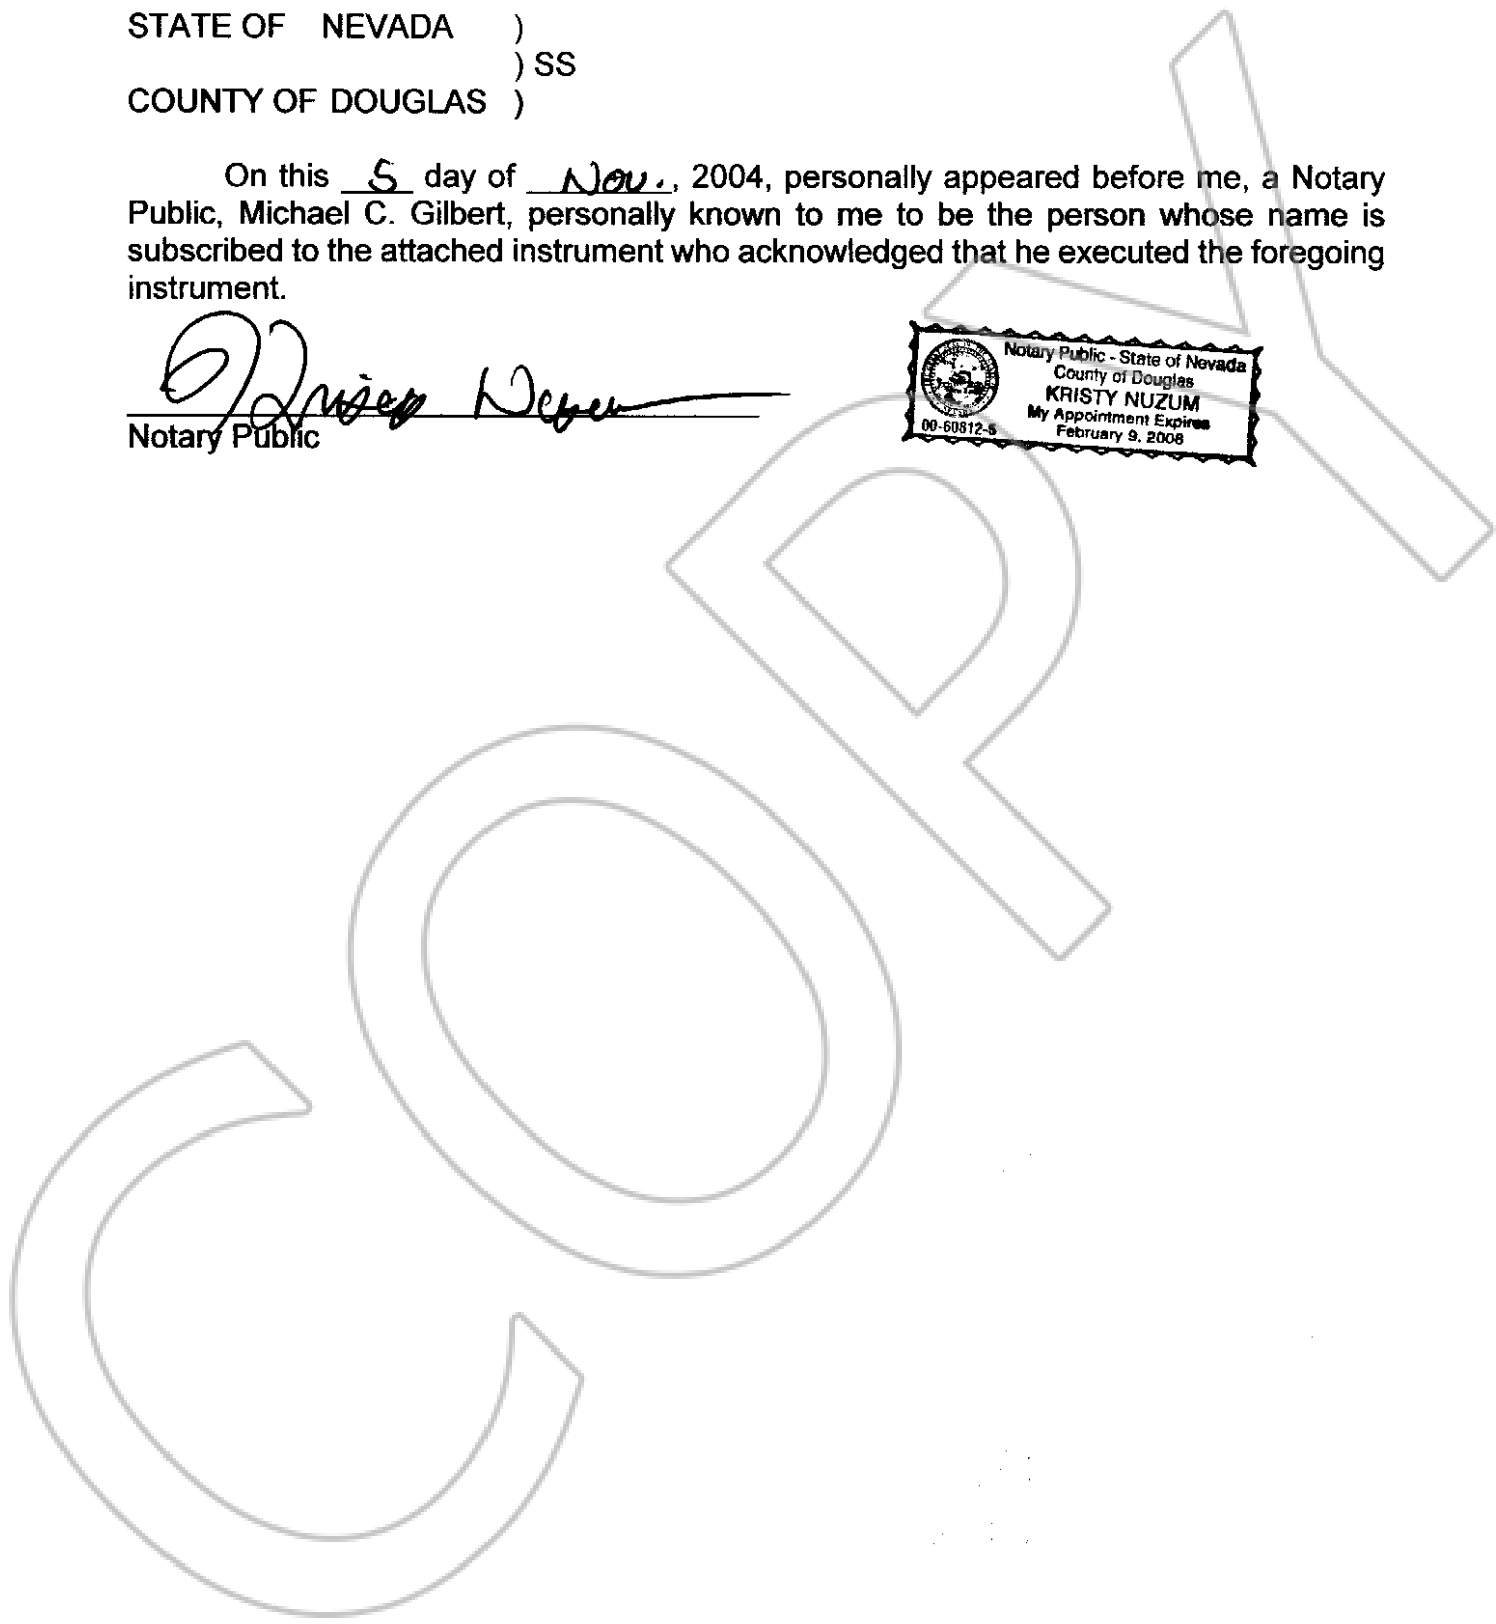 STATE OF NEVADA )
) SS
COUNTY OF DOUGLAS )
On this 5 day of Nov., 2004, personally appeared before me, a Notary
Public, Michael C. Gilbert, personally known to me to be the person whose name is
subscribed to the attached instrument who acknowledged that he executed the foregoing
instrument.
Notary Public
Notary Public - State of Nevada
County of Douglas
KRISTY NUZUM
My Appointment Expires
February 9, 2008
00-60812-5
COPY